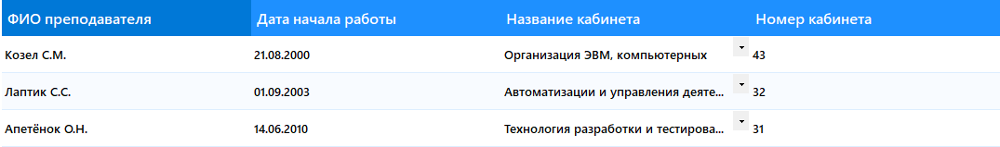 ФИО преподавателя Дата начала работы Название кабинета Номер кабинета
Козел С.М. 21.08.2000 Организация ЭВМ, компьютерных 43
Лаптик С.С. 01.09.2003 Автоматизации и управления деяте... 32
Апетёнок О.Н. 14.06.2010 Технология разработки и тестирова... 31